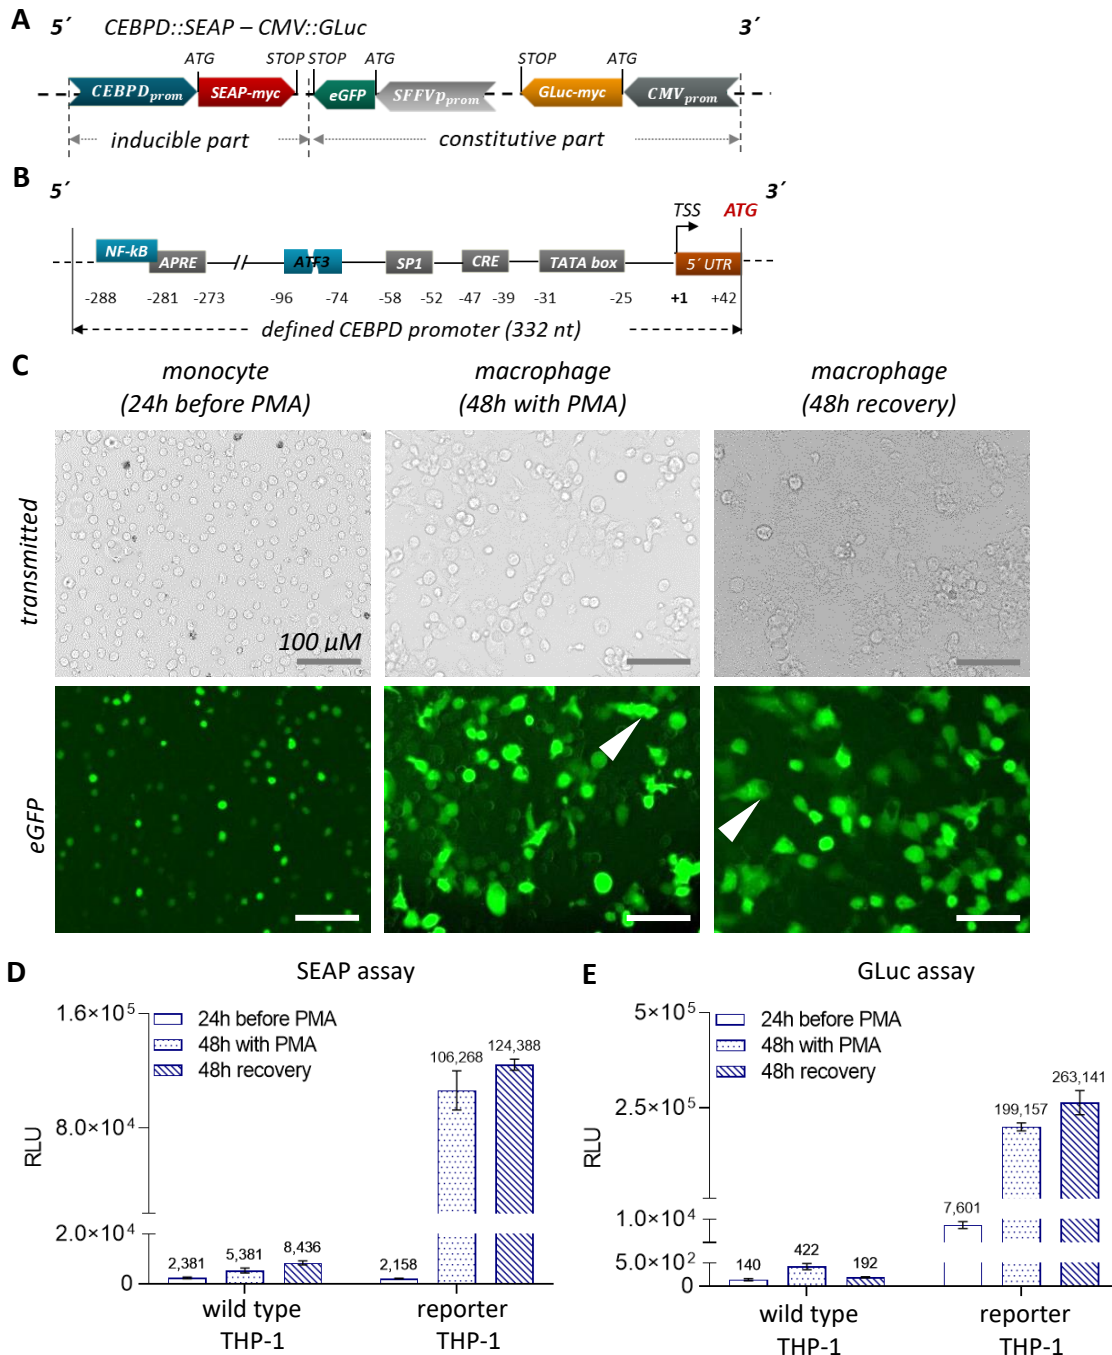 A
5´ CEBPD::SEAP – CMV::GLuc 3´
ATG STOP STOP ATG STOP ATG
CEBPDprom SEAP-myc eGFP SFFVpprom GLuc-myc CMVprom
inducible part constitutive part
B
5´ 3´
TSS ATG
NF-kB APRE ATF3 SP1 CRE TATA box 5´ UTR
-288 -281 -273 -96 -74 -58 -52 -47 -39 -31 -25 +1 +42
defined CEBPD promoter (332 nt)
C
monocyte macrophage macrophage
(24h before PMA) (48h with PMA) (48h recovery)
transmitted
100 µM
eGFP
D SEAP assay
1.6×10⁵
8.0×10⁴
2.0×10⁴
0
RLU
24h before PMA
48h with PMA
48h recovery
2,381 5,381 8,436 2,158 106,268 124,388
wild type reporter
THP-1 THP-1
E GLuc assay
5×10⁵
2.5×10⁵
1.0×10⁴
5.0×10²
0
RLU
24h before PMA
48h with PMA
48h recovery
140 422 192 7,601 199,157 263,141
wild type reporter
THP-1 THP-1